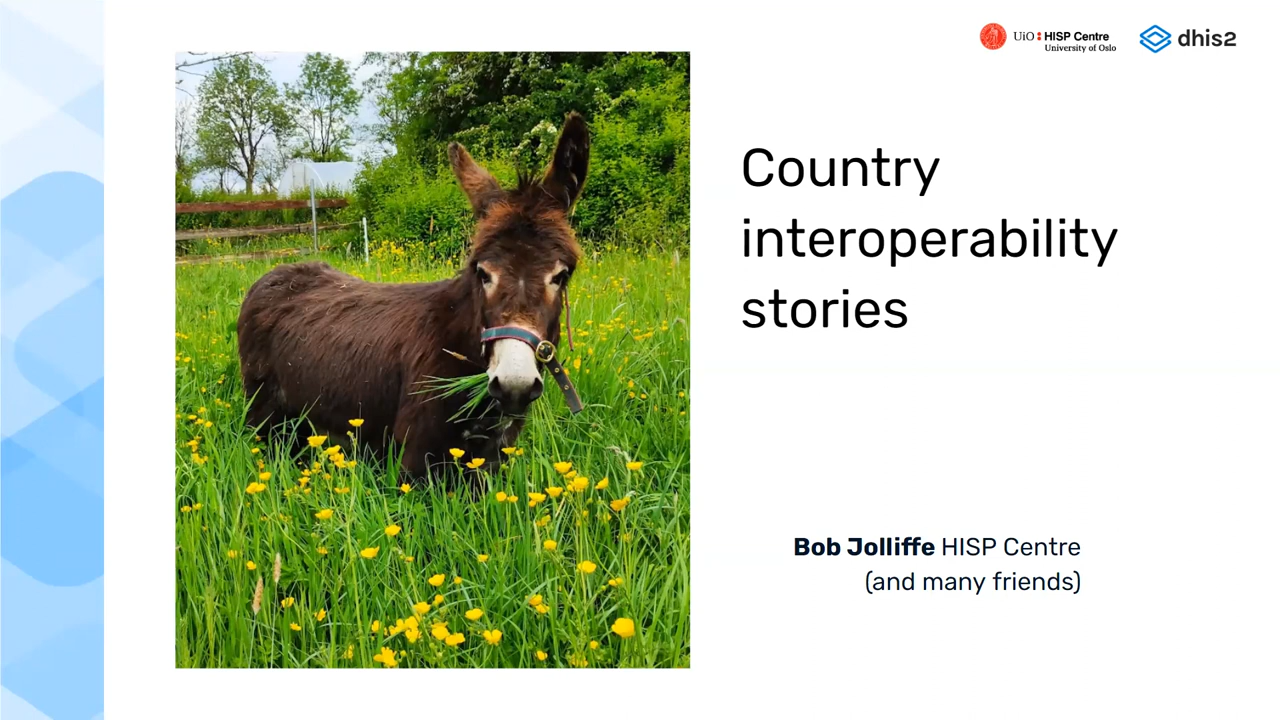 UiO : HISP Centre
University of Oslo
dhis2
Country
interoperability
stories
Bob Jolliffe HISP Centre
(and many friends)